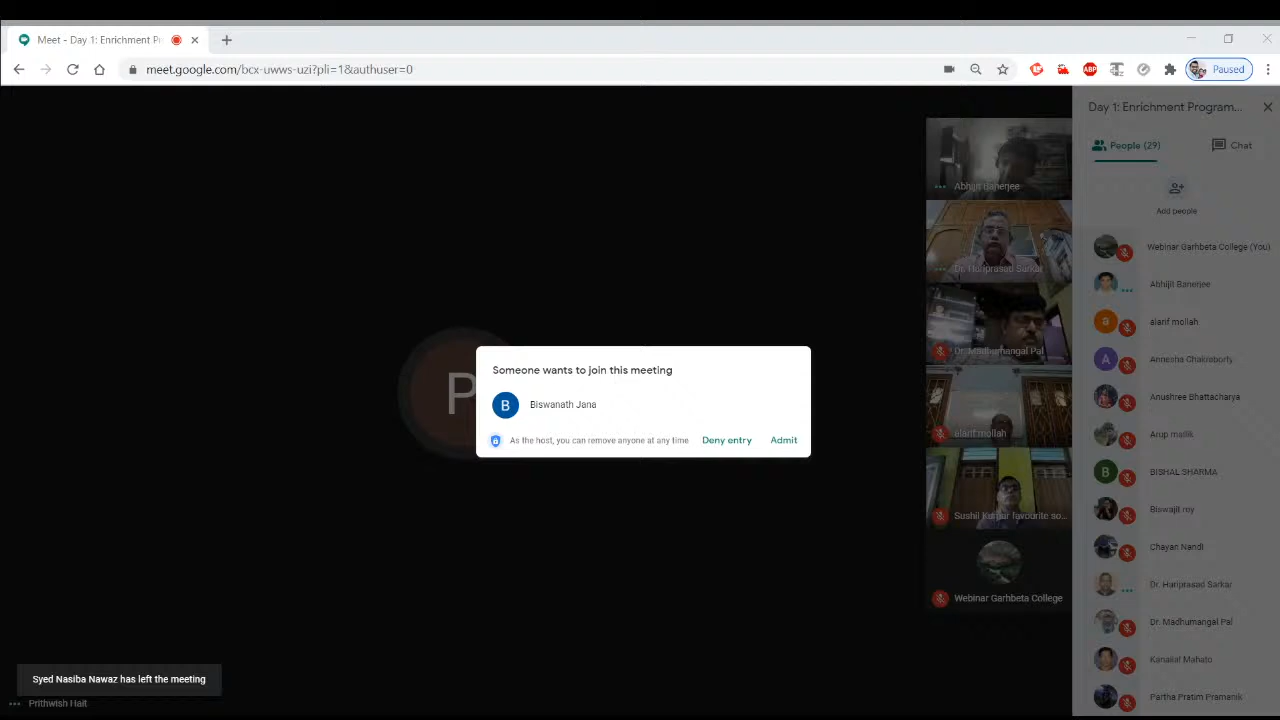 Meet - Day 1: Enrichment Pr
meet.google.com/bcx-uwws-uzi?pli=1&authuser=0
ABP
Paused
Day 1: Enrichment Program...
People (29)
Chat
Add people
Abhijit Banerjee
Dr. Hariprasad Sarkar
Dr. Madhumangal Pal
alarif mollah
Sushil Kumar favourite so...
Webinar Garhbeta College
Webinar Garhbeta College (You)
Abhijit Banerjee
a
alarif mollah
A
Annesha Chakraborty
Anushree Bhattacharya
Arup mallik
B
BISHAL SHARMA
Biswajit roy
Chayan Nandi
Dr. Hariprasad Sarkar
Dr. Madhumangal Pal
Kanailal Mahato
Partha Pratim Pramanik
P
Someone wants to join this meeting
B
Biswanath Jana
As the host, you can remove anyone at any time
Deny entry
Admit
Syed Nasiba Nawaz has left the meeting
Prithwish Hait